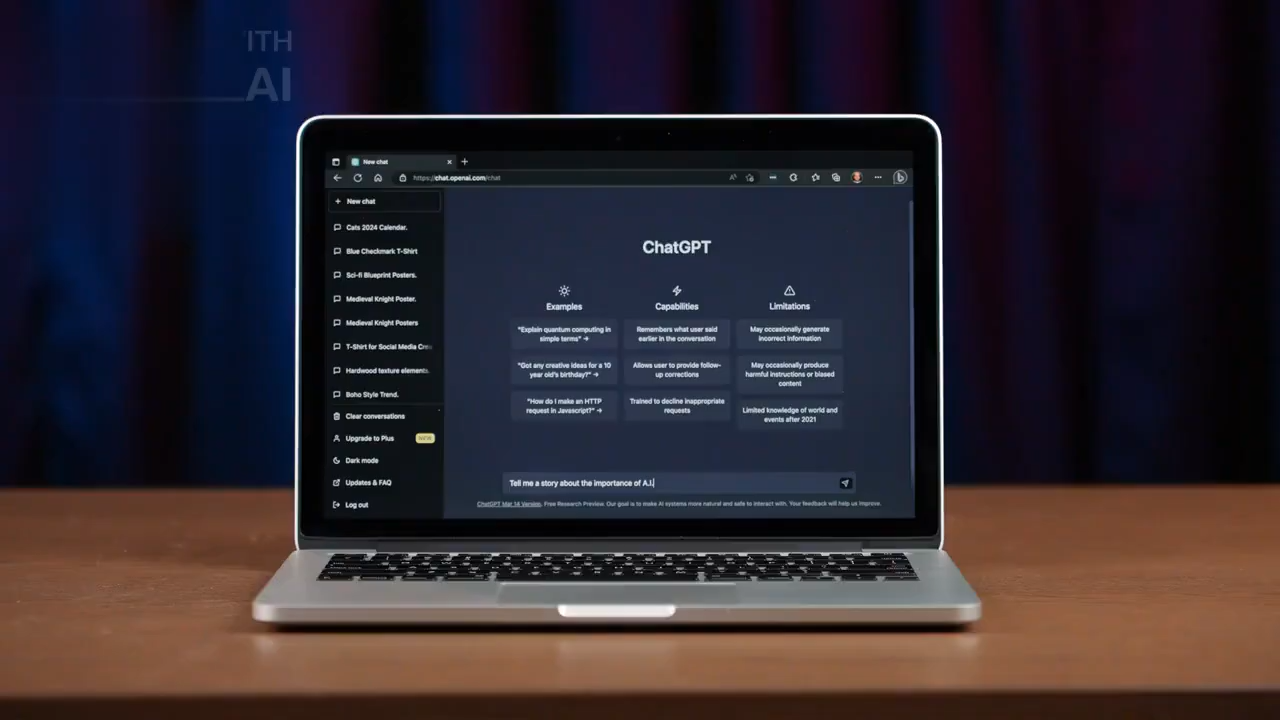 ITH
AI
New chat
https://chat.openai.com/chat
New chat
Cats 2024 Calendar.
Blue Checkmark T-Shirt
Sci-fi Blueprint Posters.
Medieval Knight Poster.
Medieval Knight Posters
T-Shirt for Social Media Cre
Hardwood texture elements.
Boho Style Trend.
Clear conversations
Upgrade to Plus
NEW
Dark mode
Updates & FAQ
Log out
ChatGPT
Examples
"Explain quantum computing in
simple terms" →
"Got any creative ideas for a 10
year old's birthday?" →
"How do I make an HTTP
request in Javascript?" →
Capabilities
Remembers what user said
earlier in the conversation
Allows user to provide follow-
up corrections
Trained to decline inappropriate
requests
Limitations
May occasionally generate
incorrect information
May occasionally produce
harmful instructions or biased
content
Limited knowledge of world and
events after 2021
Tell me a story about the importance of A.I.
ChatGPT Mar 14 Version. Free Research Preview. Our goal is to make AI systems more natural and safe to interact with. Your feedback will help us improve.